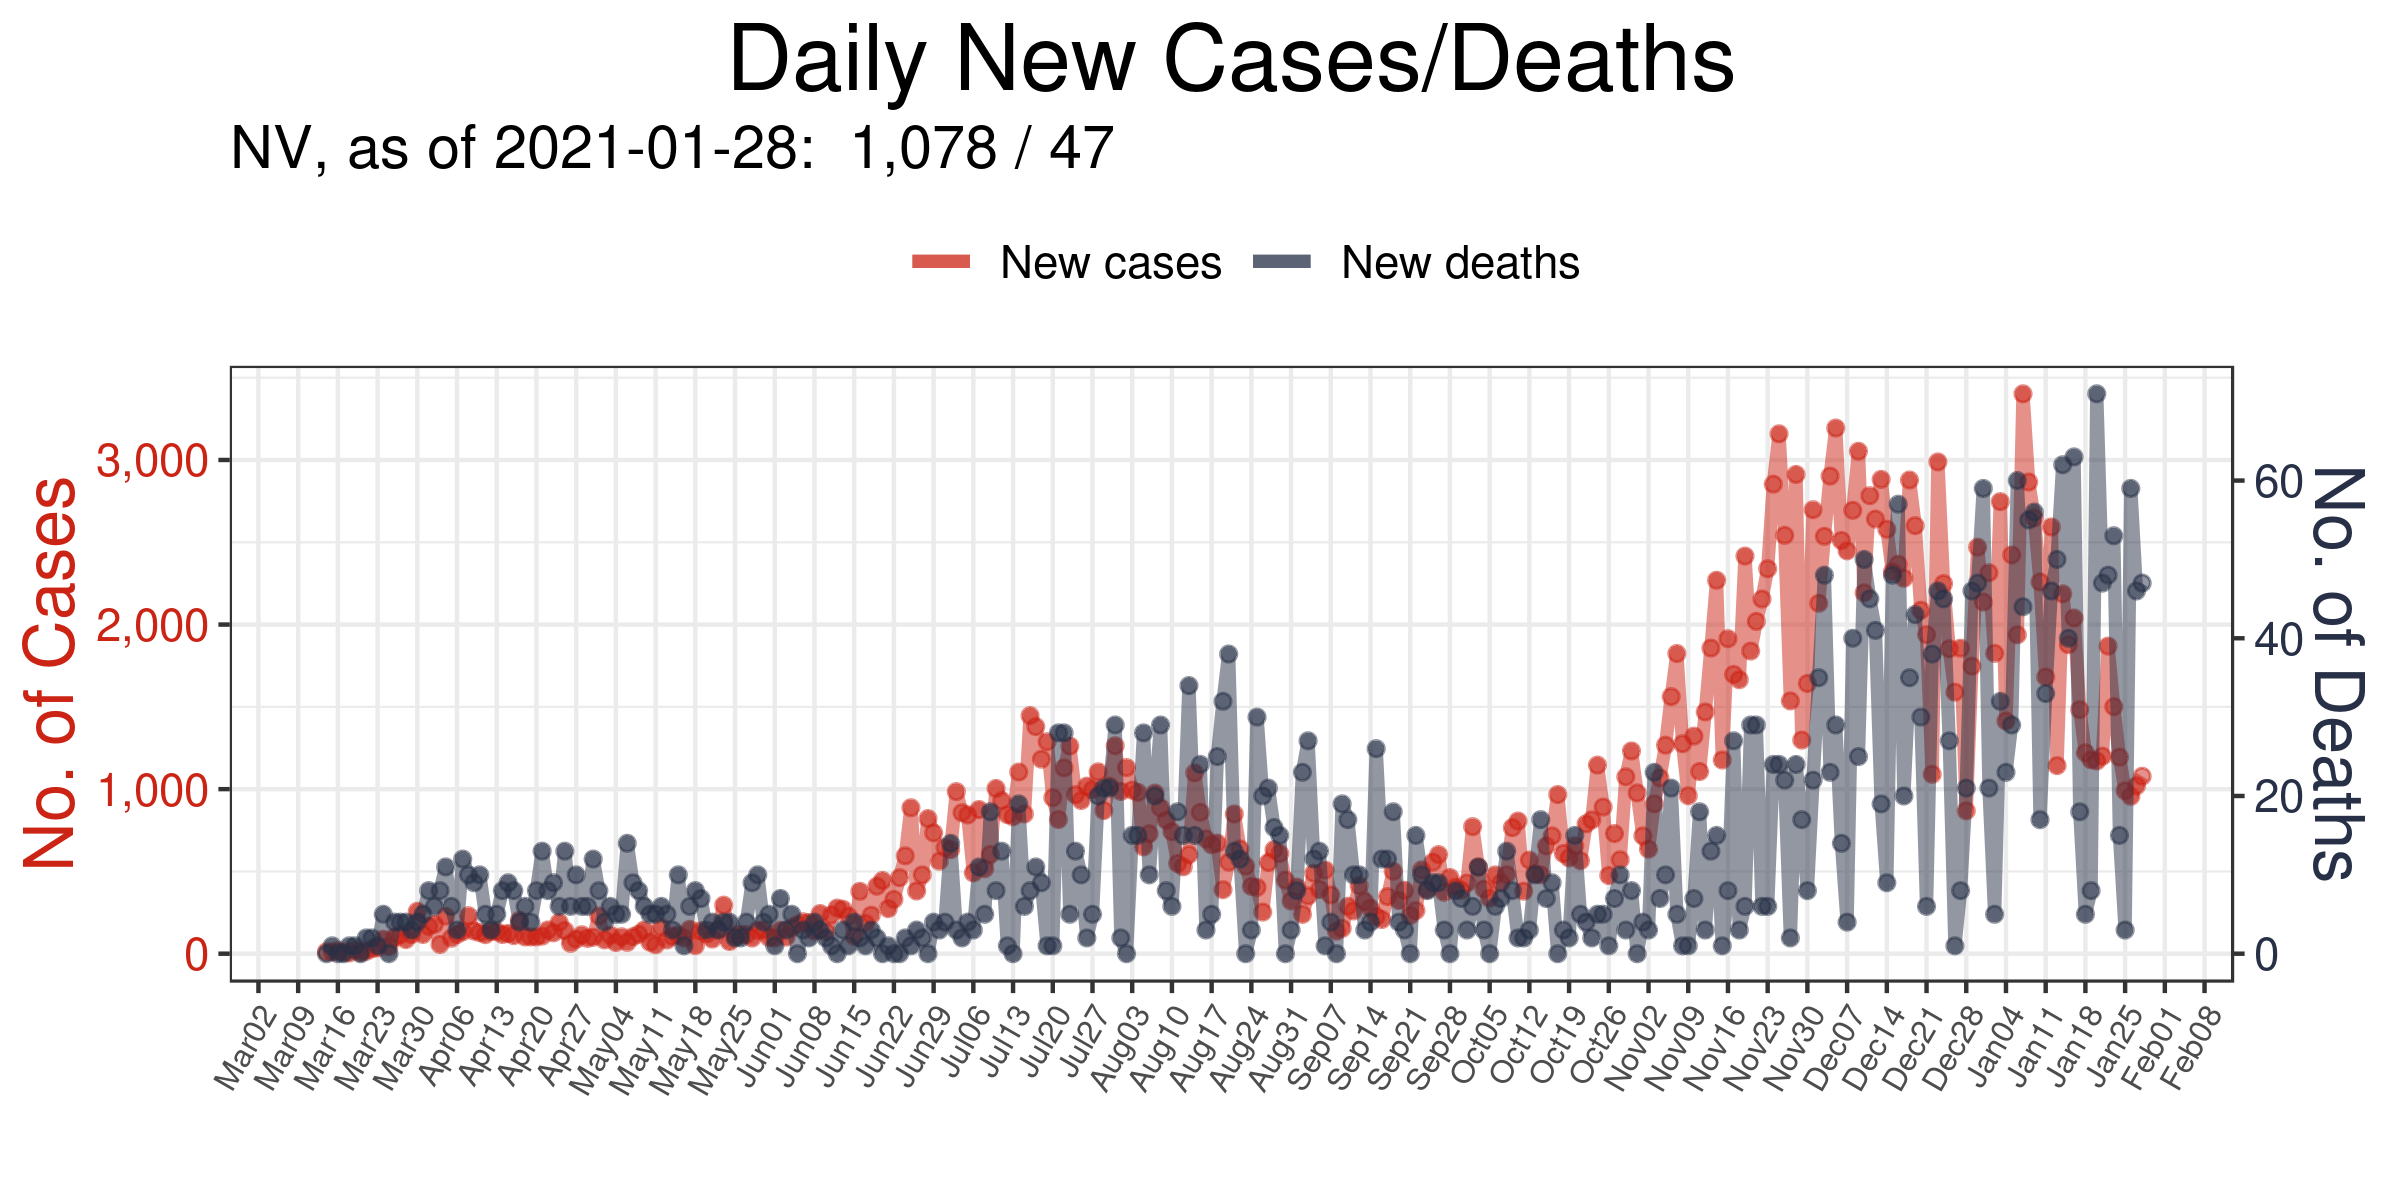 Daily New Cases/Deaths
NV, as of 2021-01-28: 1,078 / 47
New cases
New deaths
No. of Cases
3,000
2,000
1,000
0
60
40
20
0
No. of Deaths
Mar02
Mar09
Mar16
Mar23
Mar30
Apr06
Apr13
Apr20
Apr27
May04
May11
May18
May25
Jun01
Jun08
Jun15
Jun22
Jun29
Jul06
Jul13
Jul20
Jul27
Aug03
Aug10
Aug17
Aug24
Aug31
Sep07
Sep14
Sep21
Sep28
Oct05
Oct12
Oct19
Oct26
Nov02
Nov09
Nov16
Nov23
Nov30
Dec07
Dec14
Dec21
Dec28
Jan04
Jan11
Jan18
Jan25
Feb01
Feb08